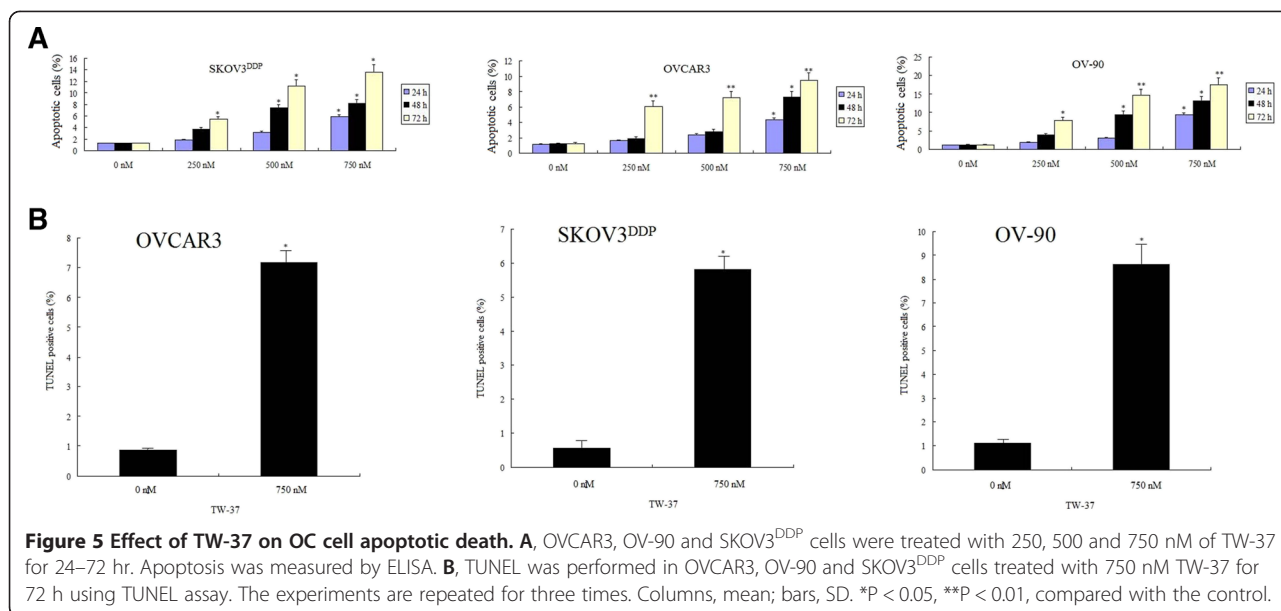 A
SKOV3DDP
Apoptotic cells (%)
16
14
12
10
8
6
4
2
0
* * * * * * *
24 h
48 h
72 h
0 nM 250 nM 500 nM 750 nM
OVCAR3
Apoptotic cells (%)
12
10
8
6
4
2
0
** ** * * **
24 h
48 h
72 h
0 nM 250 nM 500 nM 750 nM
OV-90
Apoptotic cells (%)
25
20
15
10
5
0
* * ** * * **
24 h
48 h
72 h
0 nM 250 nM 500 nM 750 nM
B
OVCAR3
TUNEL positive cells (%)
8
7
6
5
4
3
2
1
0
*
0 nM 750 nM
TW-37
SKOV3DDP
TUNEL positive cells (%)
7
6
5
4
3
2
1
0
*
0 nM 750 nM
TW-37
OV-90
TUNEL positive cells (%)
10
9
8
7
6
5
4
3
2
1
0
*
0 nM 750 nM
TW-37
Figure 5 Effect of TW-37 on OC cell apoptotic death. A, OVCAR3, OV-90 and SKOV3DDP cells were treated with 250, 500 and 750 nM of TW-37
for 24–72 hr. Apoptosis was measured by ELISA. B, TUNEL was performed in OVCAR3, OV-90 and SKOV3DDP cells treated with 750 nM TW-37 for
72 h using TUNEL assay. The experiments are repeated for three times. Columns, mean; bars, SD. *P < 0.05, **P < 0.01, compared with the control.